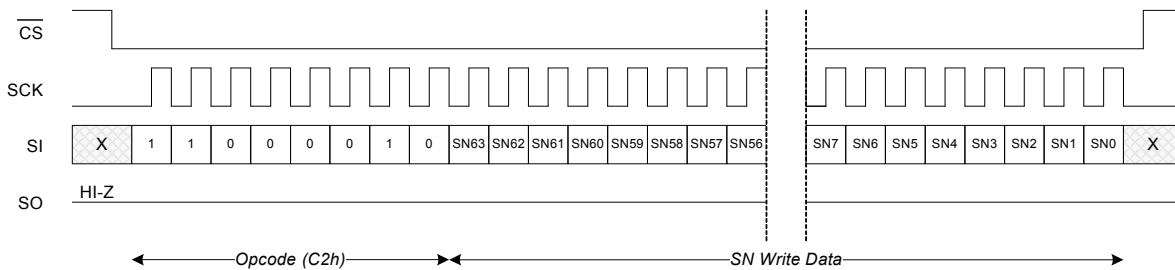 CS
SCK
SI X 1 1 0 0 0 0 1 0 SN63 SN62 SN61 SN60 SN59 SN58 SN57 SN56 SN7 SN6 SN5 SN4 SN3 SN2 SN1 SN0 X
HI-Z
SO
Opcode (C2h) SN Write Data